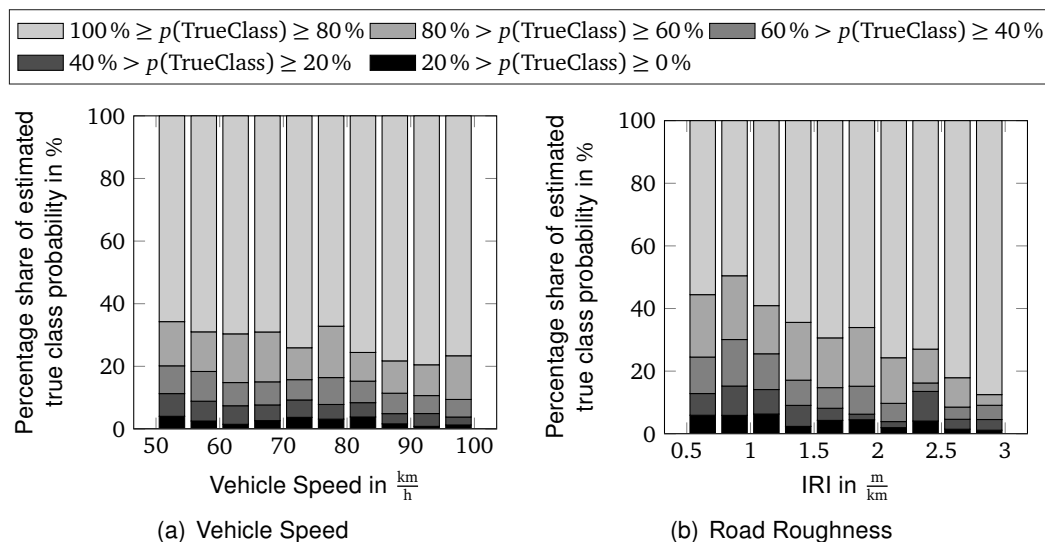 100 % ≥ p(TrueClass) ≥ 80 % 80 % > p(TrueClass) ≥ 60 % 60 % > p(TrueClass) ≥ 40 %
40 % > p(TrueClass) ≥ 20 % 20 % > p(TrueClass) ≥ 0 %
Percentage share of estimated
true class probability in %
100
80
60
40
20
0
50 60 70 80 90 100
Vehicle Speed in km/h
(a) Vehicle Speed
Percentage share of estimated
true class probability in %
100
80
60
40
20
0
0.5 1 1.5 2 2.5 3
IRI in m/km
(b) Road Roughness